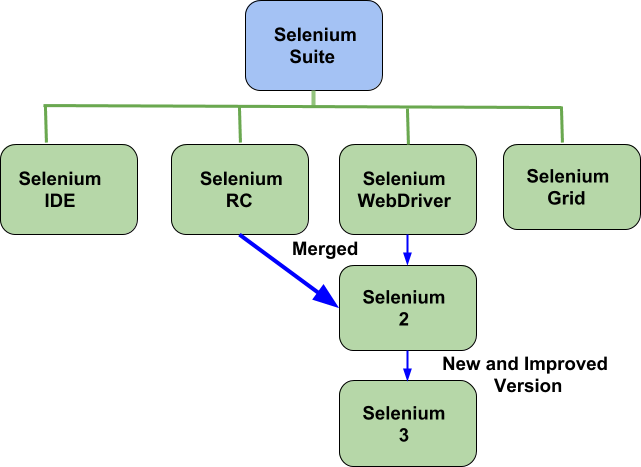 Selenium
Suite
Selenium
IDE
Selenium
RC
Selenium
WebDriver
Selenium
Grid
Merged
Selenium
2
New and Improved
Version
Selenium
3